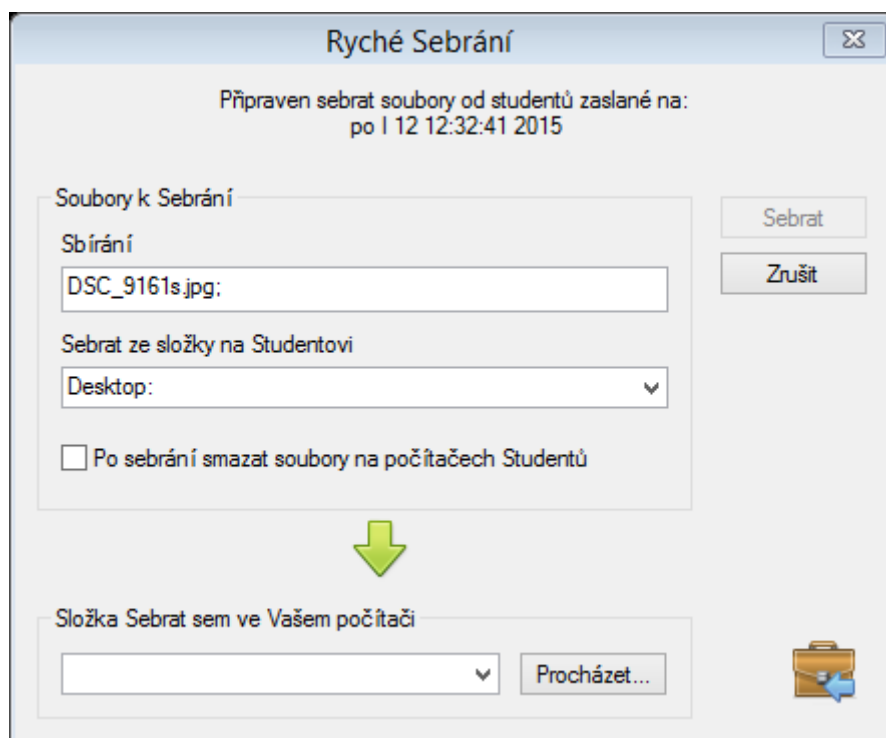 Ryché Sebrání
Připraven sebrat soubory od studentů zaslané na:
po I 12 12:32:41 2015
Soubory k Sebrání
Sbírání
DSC_9161s.jpg;
Sebrat ze složky na Studentovi
Desktop:
Po sebrání smazat soubory na počítačech Studentů
Sebrat
Zrušit
Složka Sebrat sem ve Vašem počítači
Procházet...